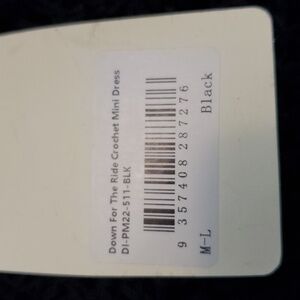 Down For The Ride Crochet Mini Dress
DI-PM22-511-BLK
9 357408 287276
M-L Black